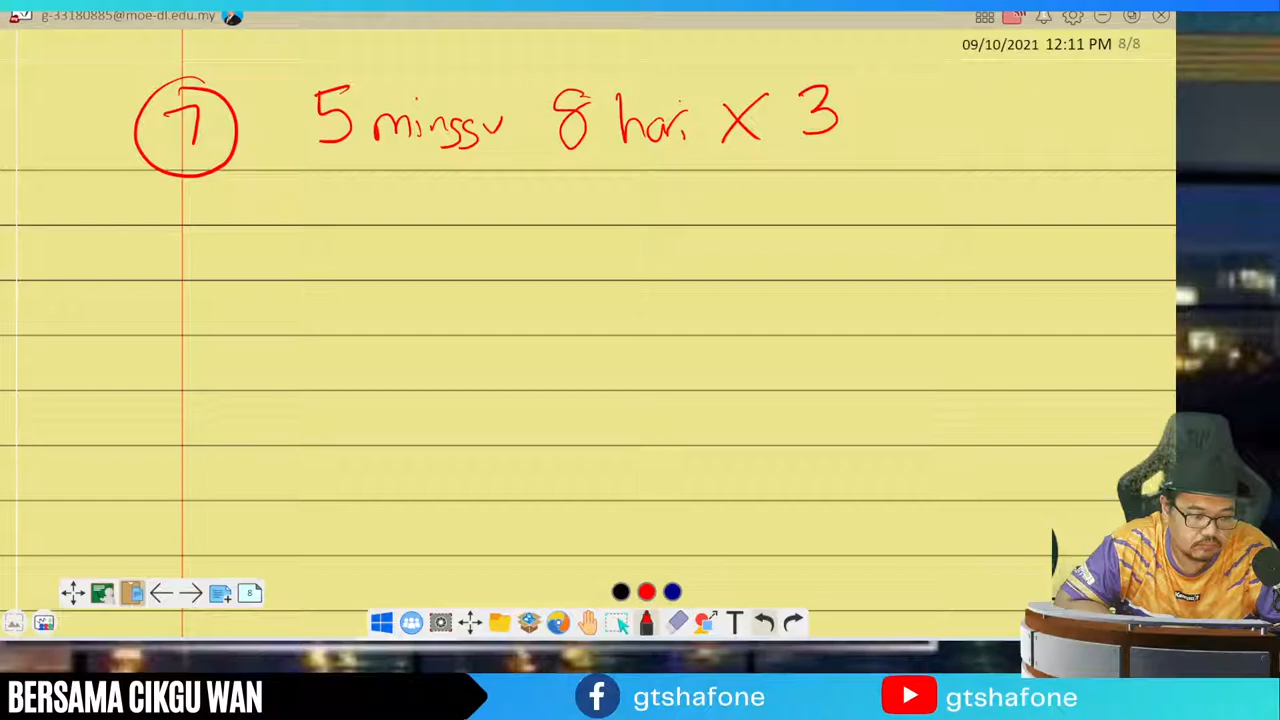 g-33180885@moe-dl.edu.my
09/10/2021 12:11 PM 8/8
7 5 minggu 8 hari X 3
8
T
BERSAMA CIKGU WAN
gtshafone
gtshafone